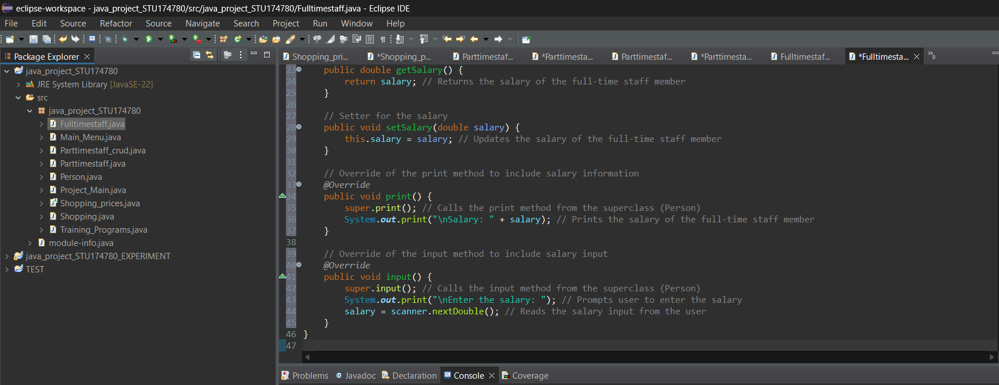 eclipse-workspace - java_project_STU174780/src/java_project_STU174780/Fulltimestaff.java - Eclipse IDE
File Edit Source Refactor Source Navigate Search Project Run Window Help
Package Explorer
java_project_STU174780
JRE System Library [JavaSE-22]
src
java_project_STU174780
Fulltimestaff.java
Main_Menu.java
Parttimestaff_crud.java
Parttimestaff.java
Person.java
Project_Main.java
Shopping_prices.java
Shopping.java
Training_Programs.java
module-info.java
java_project_STU174780_EXPERIMENT
TEST
Shopping_pri... *Shopping_p... Parttimestaf... *Parttimesta... Parttimestaf... *Parttimesta... Fulltimestaf... *Fulltimesta... 9
23 public double getSalary() {
24 return salary; // Returns the salary of the full-time staff member
25 }
26
27 // Setter for the salary
28 public void setSalary(double salary) {
29 this.salary = salary; // Updates the salary of the full-time staff member
30 }
31
32 // Override of the print method to include salary information
33 @Override
34 public void print() {
35 super.print(); // Calls the print method from the superclass (Person)
36 System.out.print("\nSalary: " + salary); // Prints the salary of the full-time staff member
37 }
38
39 // Override of the input method to include salary input
40 @Override
41 public void input() {
42 super.input(); // Calls the input method from the superclass (Person)
43 System.out.print("\nEnter the salary: "); // Prompts user to enter the salary
44 salary = scanner.nextDouble(); // Reads the salary input from the user
45 }
46 }
47
Problems Javadoc Declaration Console Coverage